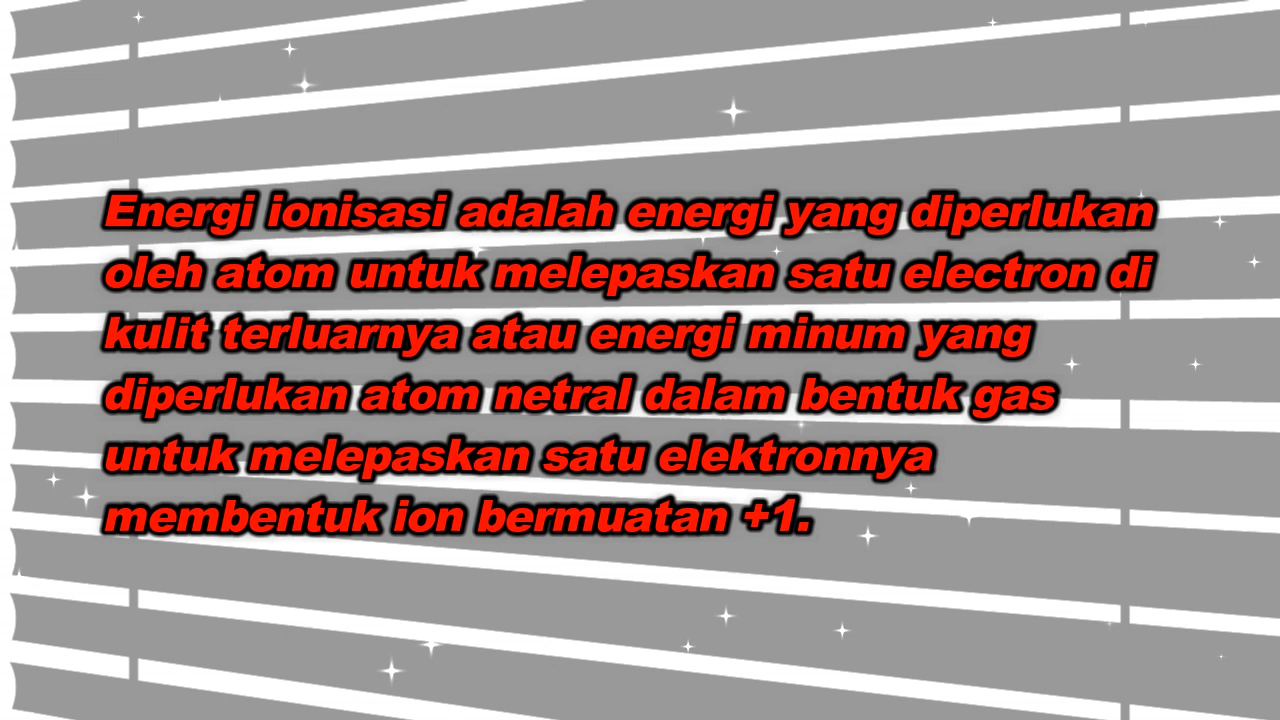 Energi ionisasi adalah energi yang diperlukan
oleh atom untuk melepaskan satu electron di
kulit terluarnya atau energi minum yang
diperlukan atom netral dalam bentuk gas
untuk melepaskan satu elektronnya
membentuk ion bermuatan +1.